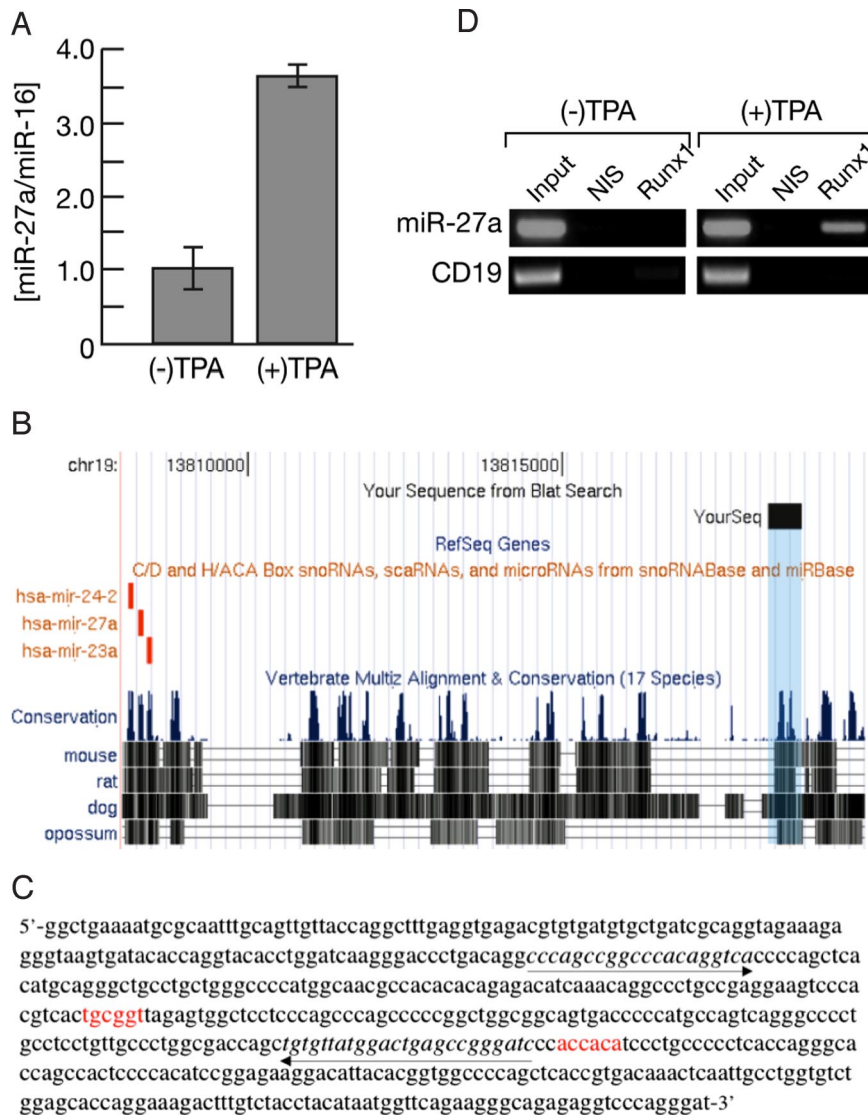 A
4.0
3.0
2.0
1.0
0
[miR-27a/miR-16]
(-)TPA
(+)TPA
D
(-)TPA
(+)TPA
Input
NIS
Runx1
Input
NIS
Runx1
miR-27a
CD19
B
chr19:
13810000
13815000
Your Sequence from Blat Search
YourSeq
RefSeq Genes
C/D and H/ACA Box snoRNAs, scaRNAs, and microRNAs from snoRNABase and miRBase
hsa-mir-24-2
hsa-mir-27a
hsa-mir-23a
Vertebrate Multiz Alignment & Conservation (17 Species)
Conservation
mouse
rat
dog
opossum
C
5'-ggctgaaaatgcgcaatttgcagttgttaccaggctttgaggtgagacgtgtgatgtgctgatcgcaggtagaaaga
gggtaagtgatacaccaggtacacctggatcaagggaccctgacaggcccagccggcccacaggtcaccccagctca
catgcagggctgcctgctgggccccatggcaacgccacacacagagacatcaaacaggccctgccgaggaagtccca
cgtcactgcggttagagtggctcctcccagcccagcccccggctggcggcagtgacccccatgccagtcagggcccct
gcctcctgttgccctggcgaccagctgtgttatggactgagccgggatcccaccacatccctgccccctcaccagggca
ccagccactccccacatccggagaaggacattacacggtggccccagctcaccgtgacaaactcaattgcctggtgtct
ggagcaccaggaaagactttgtctacctacataatggttcagaagggcagagaggtcccagggat-3'